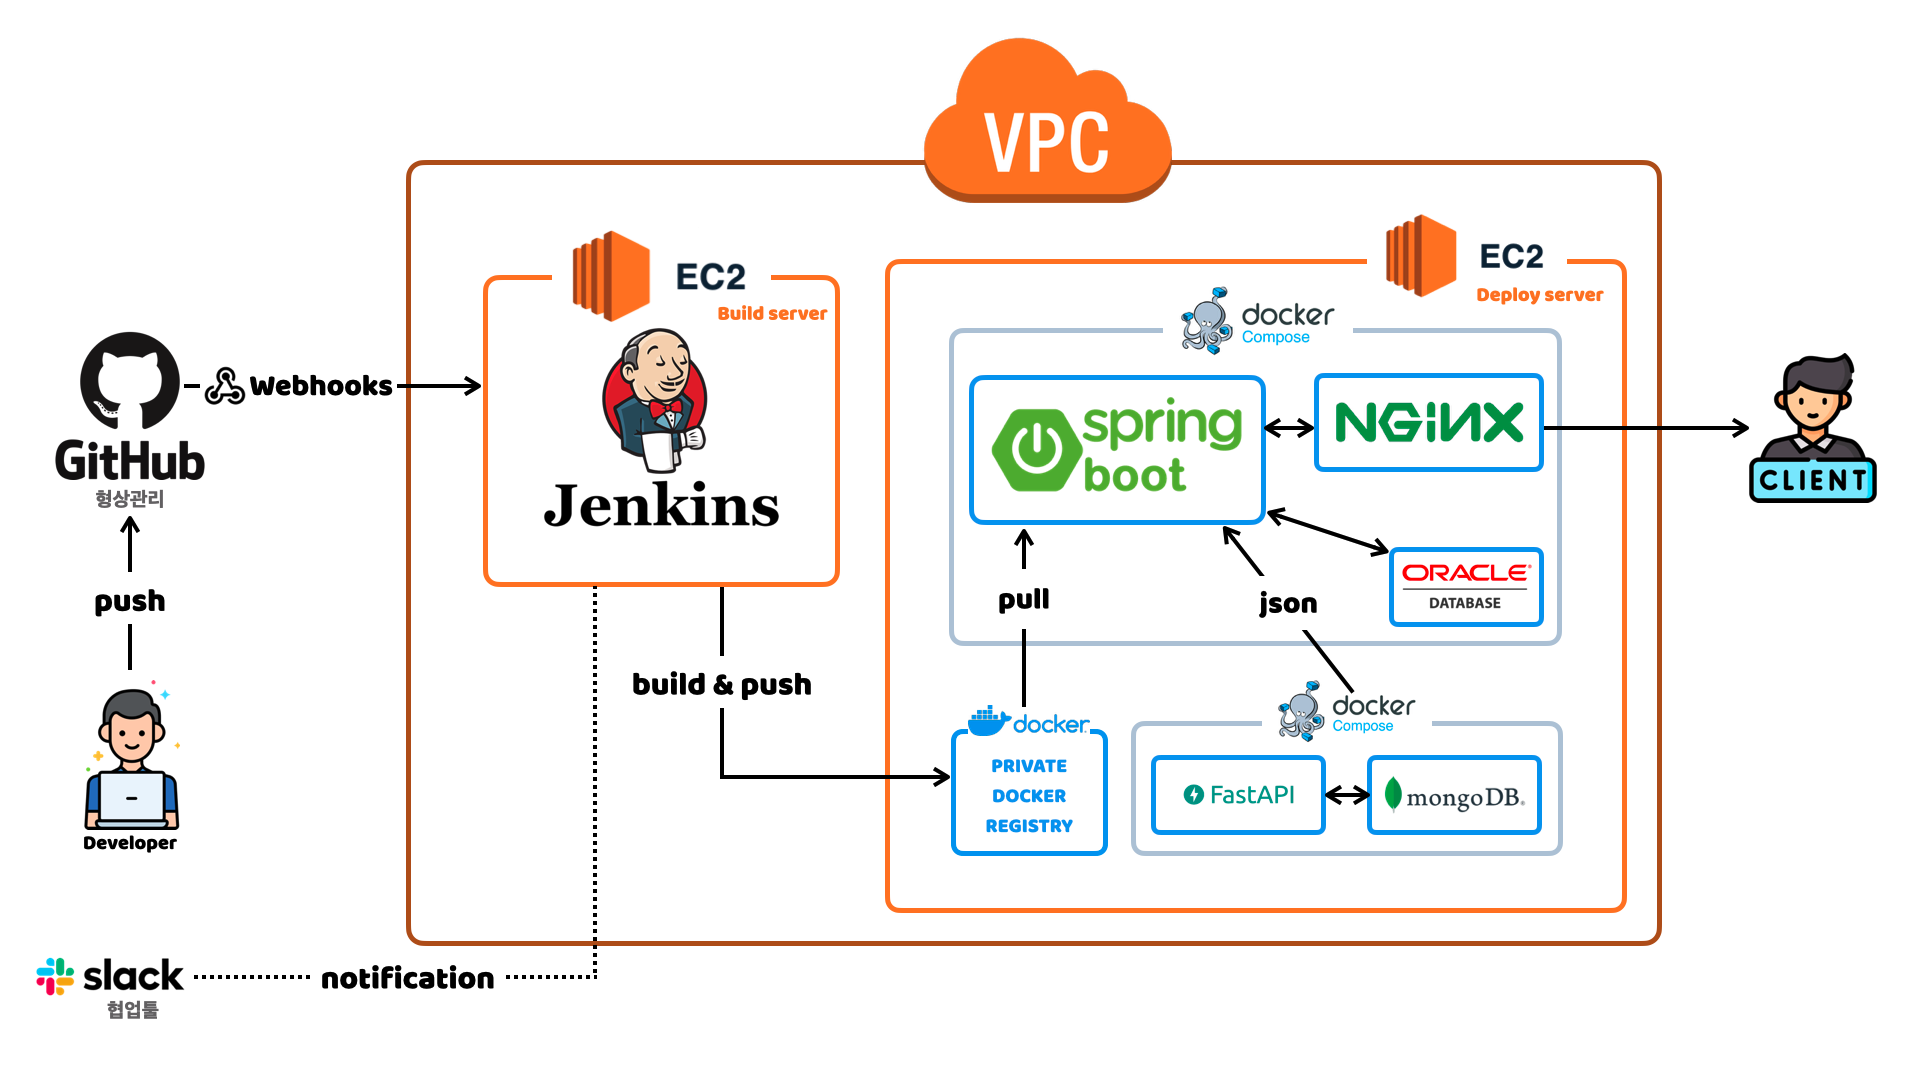 VPC
EC2
Build server
Jenkins
EC2
Deploy server
docker
Compose
spring
boot
NGINX
ORACLE
DATABASE
pull
json
docker
PRIVATE
DOCKER
REGISTRY
docker
Compose
FastAPI
mongoDB
CLIENT
GitHub
형상관리
Webhooks
push
Developer
build & push
slack
협업툴
notification